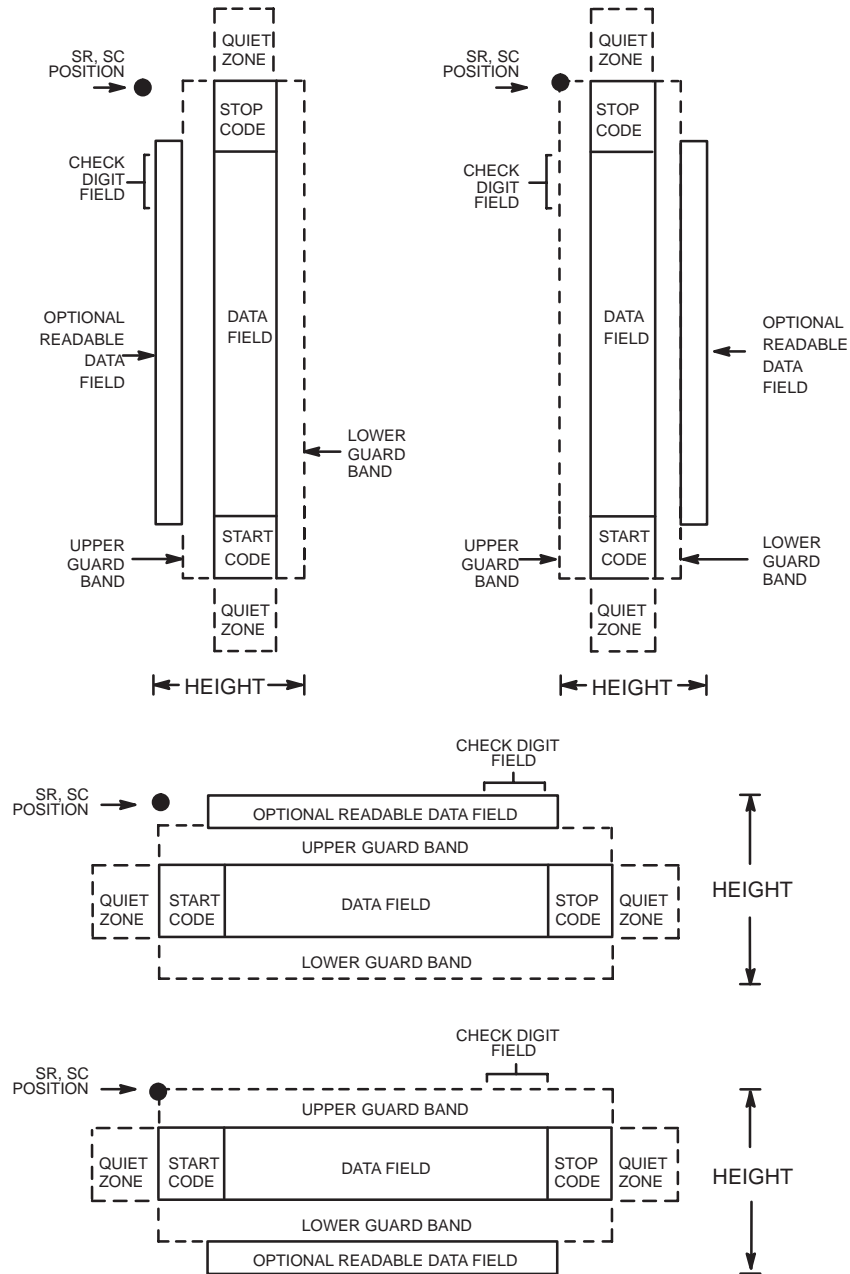 QUIET
ZONE
SR, SC
POSITION
STOP
CODE
CHECK
DIGIT
FIELD
OPTIONAL
READABLE
DATA
FIELD
DATA
FIELD
LOWER
GUARD
BAND
UPPER
GUARD
BAND
START
CODE
QUIET
ZONE
HEIGHT
QUIET
ZONE
SR, SC
POSITION
STOP
CODE
CHECK
DIGIT
FIELD
DATA
FIELD
OPTIONAL
READABLE
DATA
FIELD
UPPER
GUARD
BAND
START
CODE
LOWER
GUARD
BAND
QUIET
ZONE
HEIGHT
CHECK DIGIT
FIELD
SR, SC
POSITION
OPTIONAL READABLE DATA FIELD
UPPER GUARD BAND
QUIET
ZONE
START
CODE
DATA FIELD
STOP
CODE
QUIET
ZONE
HEIGHT
LOWER GUARD BAND
CHECK DIGIT
FIELD
SR, SC
POSITION
UPPER GUARD BAND
QUIET
ZONE
START
CODE
DATA FIELD
STOP
CODE
QUIET
ZONE
HEIGHT
LOWER GUARD BAND
OPTIONAL READABLE DATA FIELD